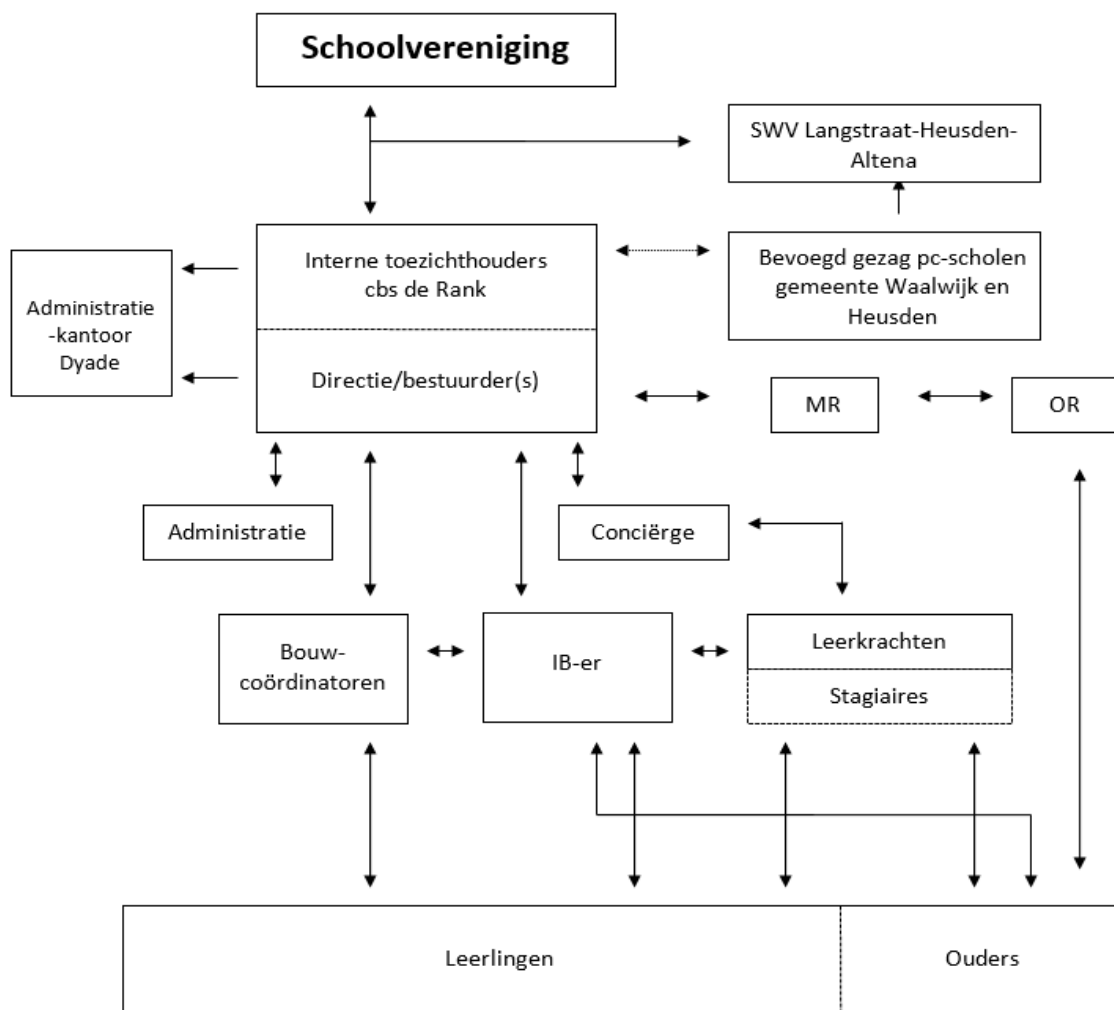 Schoolvereniging
SWV Langstraat-Heusden-
Altena
Interne toezichthouders
cbs de Rank
Bevoegd gezag pc-scholen
gemeente Waalwijk en
Heusden
Administratie
-kantoor
Dyade
Directie/bestuurder(s)
MR
OR
Administratie
Conciërge
Bouw-
coördinatoren
IB-er
Leerkrachten
Stagiaires
Leerlingen
Ouders